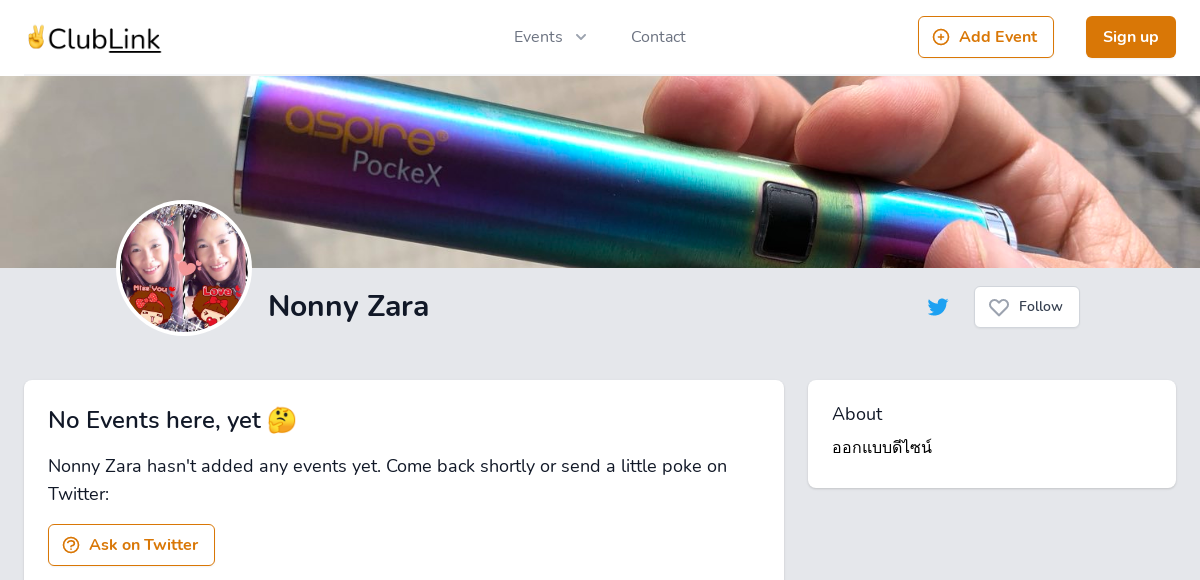 ✌️ClubLink
Events
Contact
Add Event
Sign up
aspire®
PockeX
Miss You
Love
Nonny Zara
Follow
No Events here, yet 🤔
Nonny Zara hasn't added any events yet. Come back shortly or send a little poke on
Twitter:
Ask on Twitter
About
ออกแบบดีไซน์